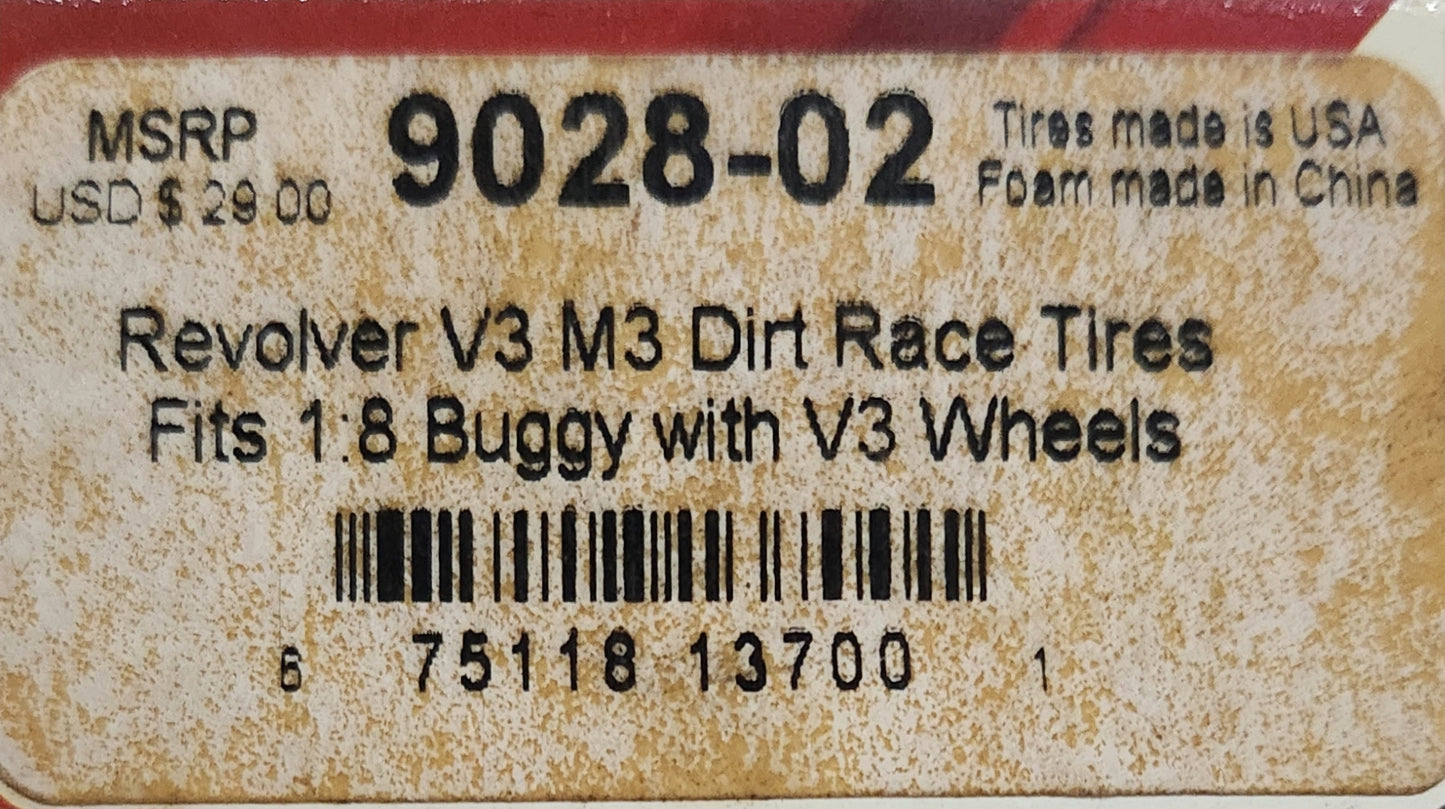 MSRP
USD $ 29.00
9028-02
Tires made is USA
Foam made in China
Revolver V3 M3 Dirt Race Tires
Fits 1:8 Buggy with V3 Wheels
6 75118 13700 1